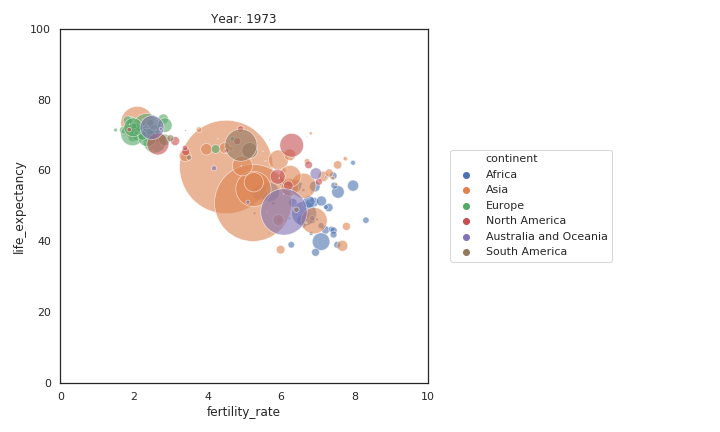 Year: 1973
100
80
60
40
20
0
life_expectancy
0 2 4 6 8 10
fertility_rate
continent
Africa
Asia
Europe
North America
Australia and Oceania
South America